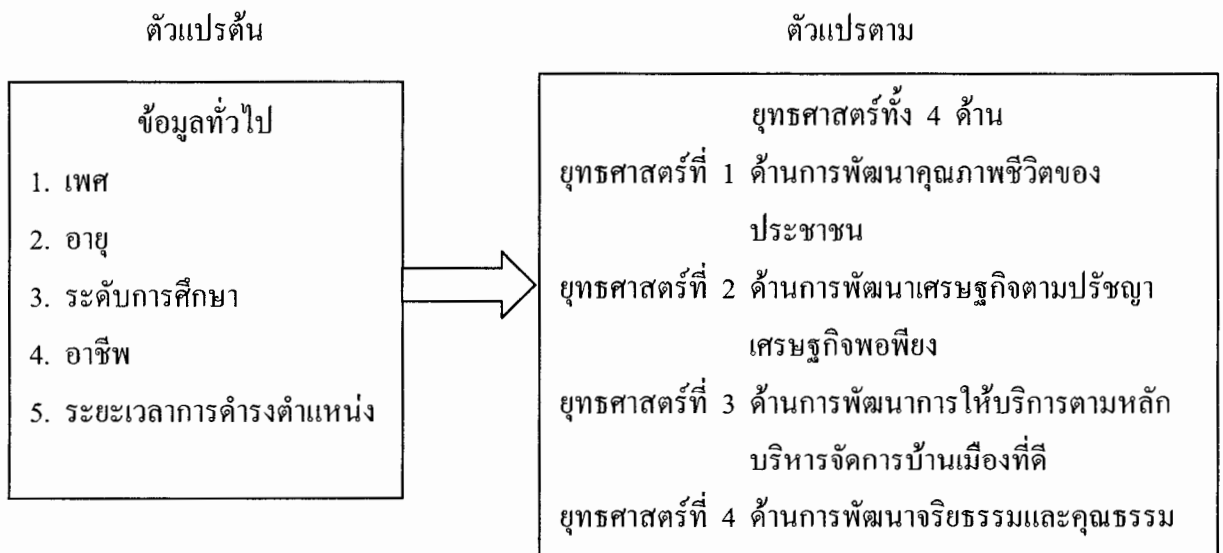 ตัวแปรต้น
ตัวแปรตาม
ข้อมูลทั่วไป
1. เพศ
2. อายุ
3. ระดับการศึกษา
4. อาชีพ
5. ระยะเวลาการดำรงตำแหน่ง
ยุทธศาสตร์ทั้ง 4 ด้าน
ยุทธศาสตร์ที่ 1 ด้านการพัฒนาคุณภาพชีวิตของ
ประชาชน
ยุทธศาสตร์ที่ 2 ด้านการพัฒนาเศรษฐกิจตามปรัชญา
เศรษฐกิจพอพียง
ยุทธศาสตร์ที่ 3 ด้านการพัฒนาการให้บริการตามหลัก
บริหารจัดการบ้านเมืองที่ดี
ยุทธศาสตร์ที่ 4 ด้านการพัฒนาจริยธรรมและคุณธรรม